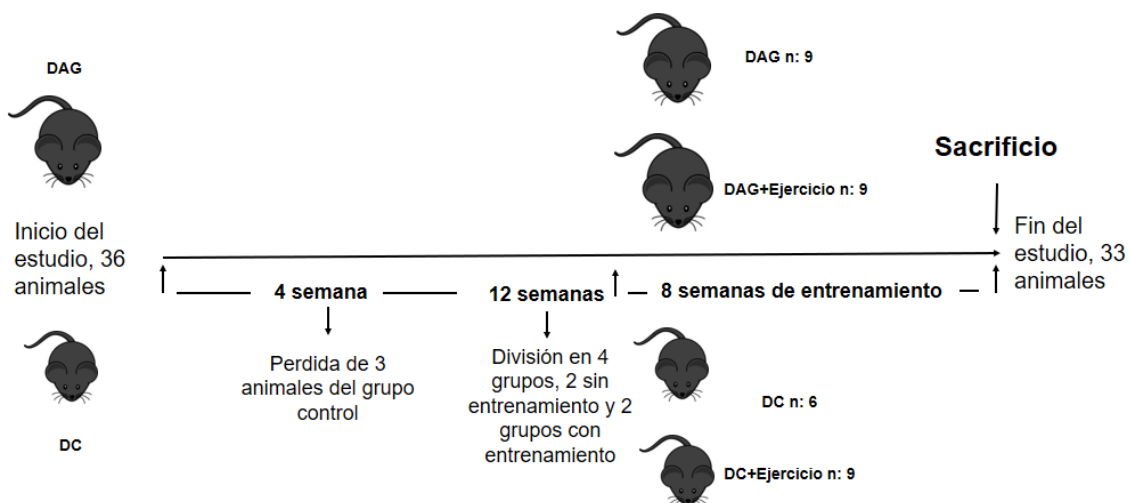 DAG
DAG n: 9
DAG+Ejercicio n: 9
Sacrificio
Inicio del
estudio, 36
animales
Fin del
estudio, 33
animales
4 semana
12 semanas
8 semanas de entrenamiento
Perdida de 3
animales del grupo
control
División en 4
grupos, 2 sin
entrenamiento y 2
grupos con
entrenamiento
DC
DC n: 6
DC+Ejercicio n: 9